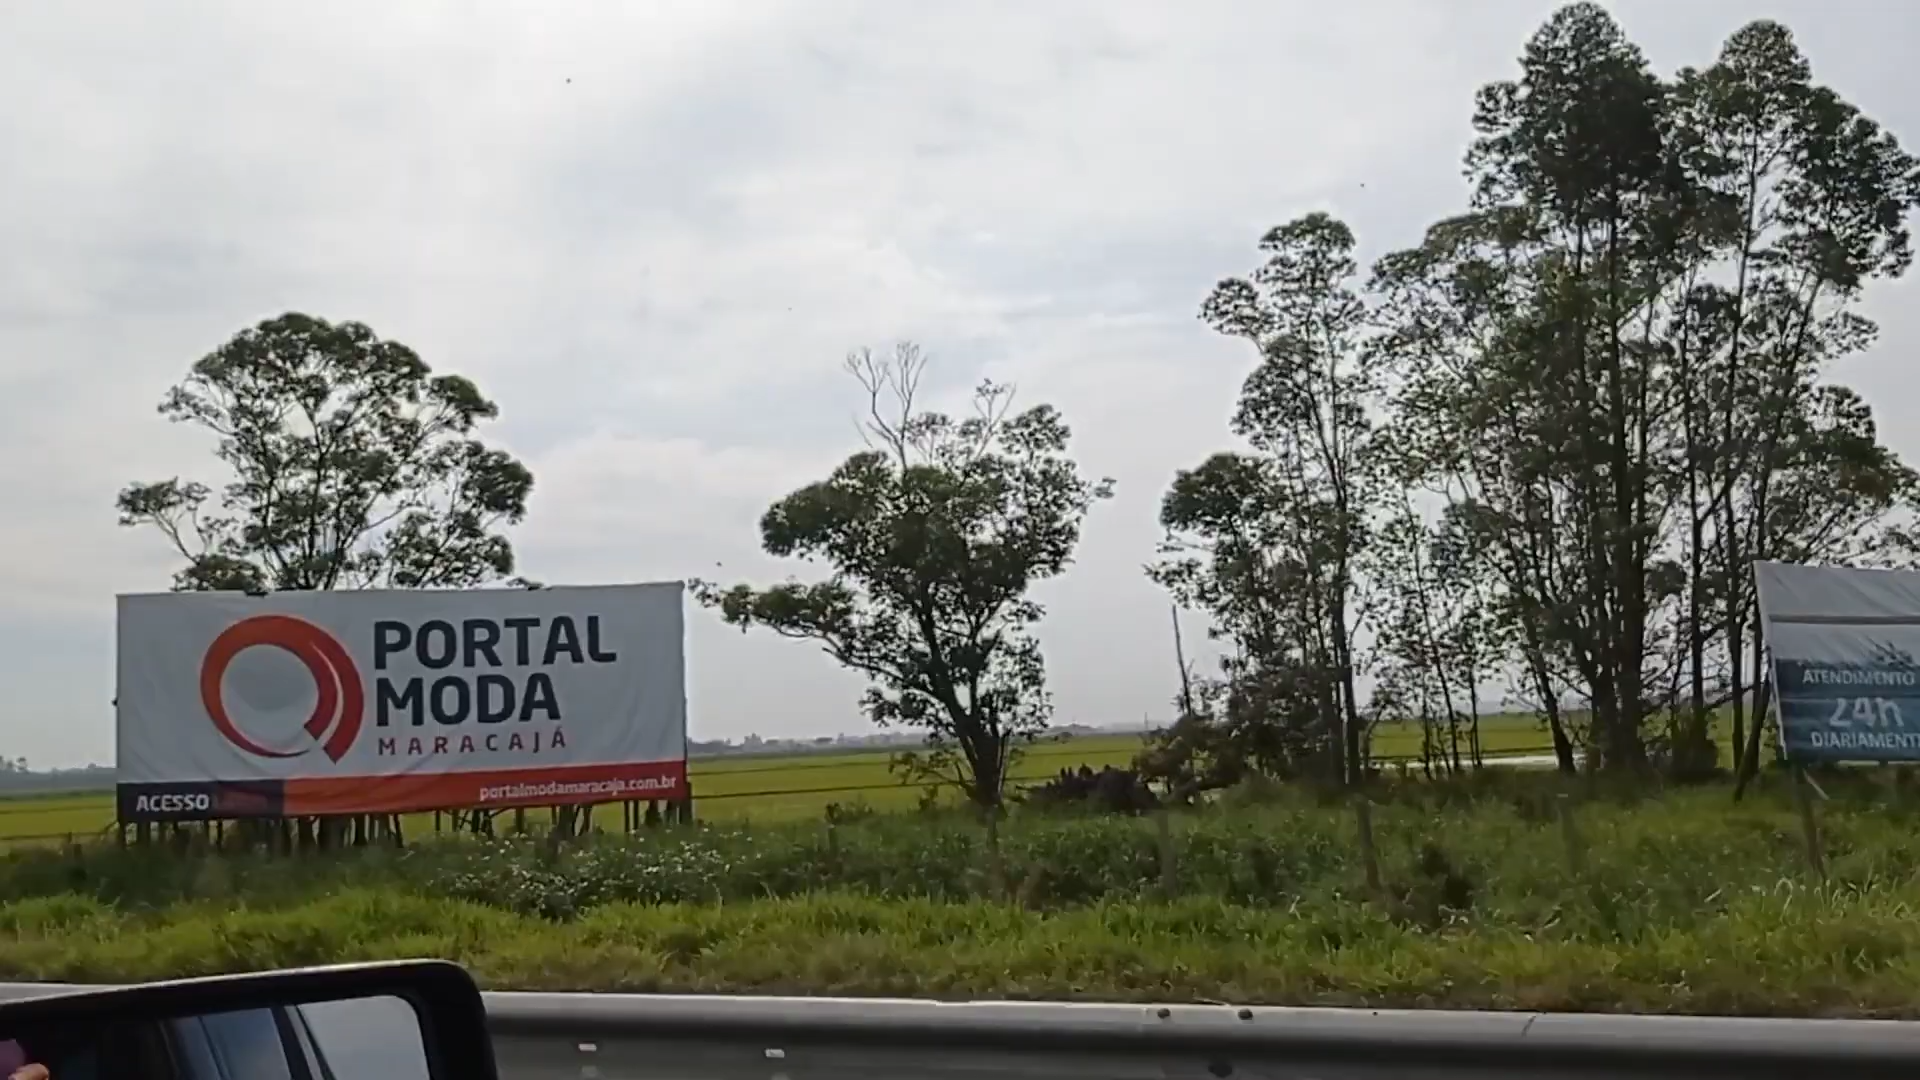 PORTAL
MODA
MARACAJÁ
portalmodamaracaja.com.br
ACESSO
ATENDIMENTO
24h
DIARIAMENT